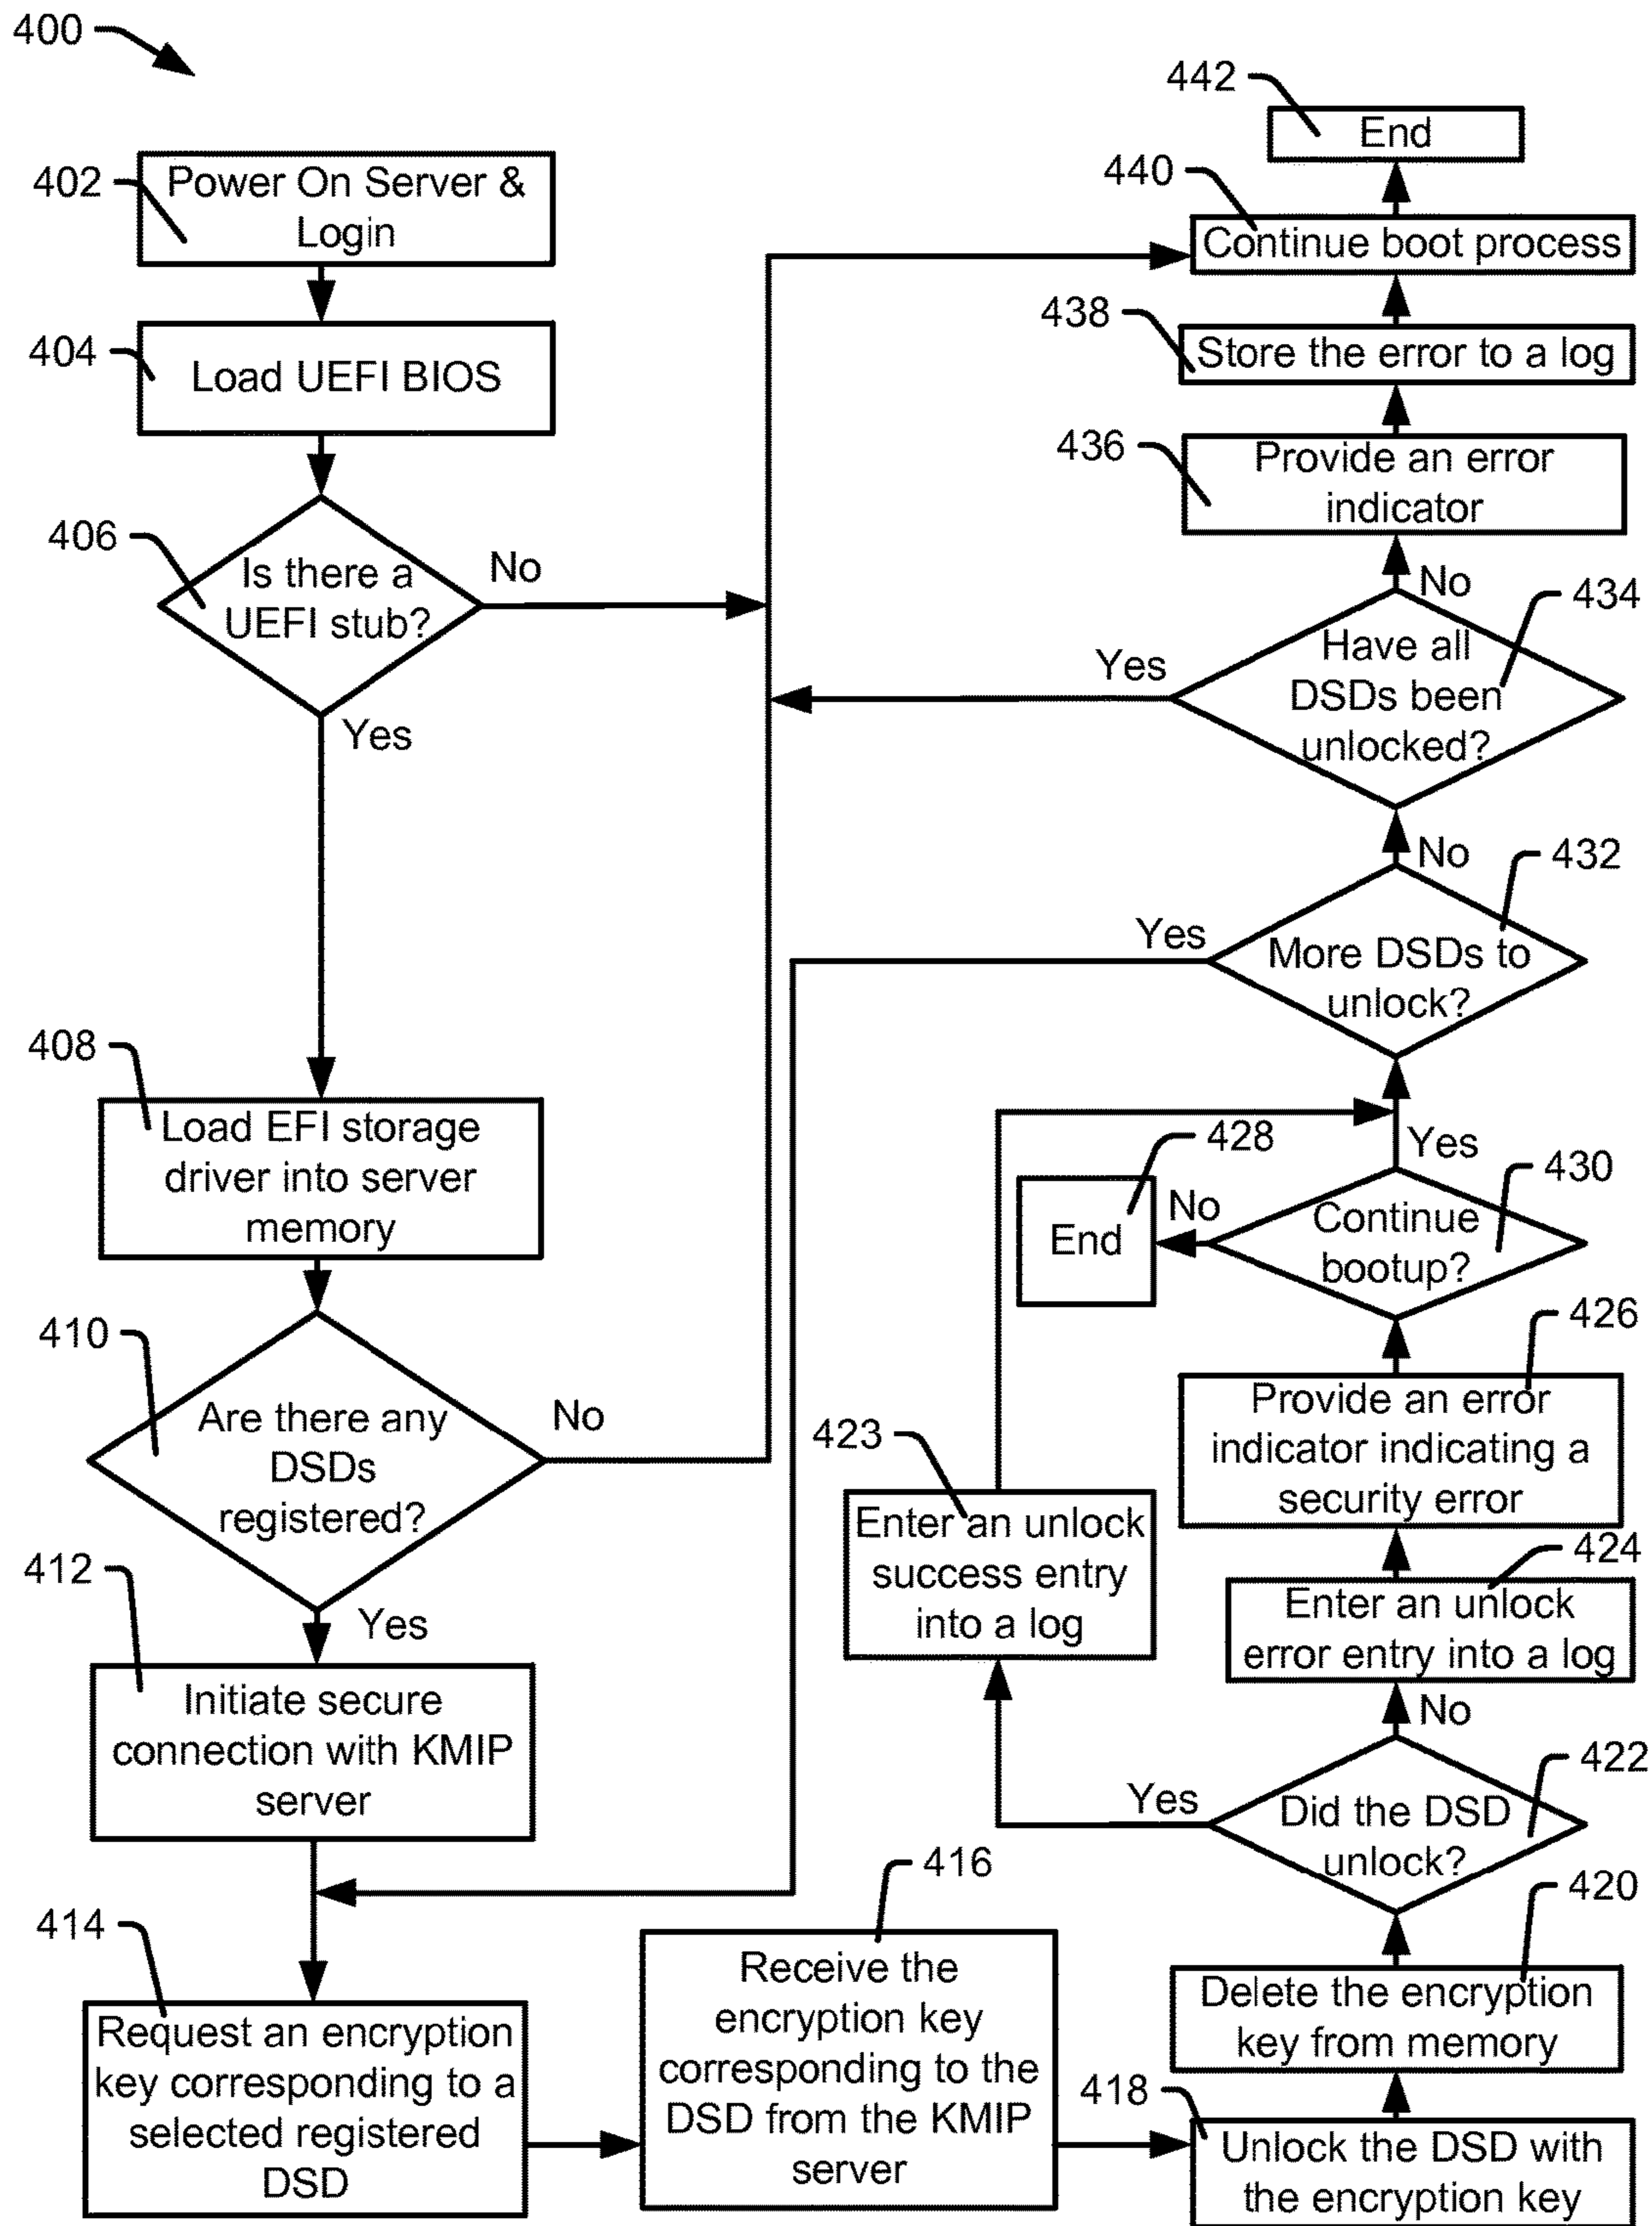 400
402
Power On Server &
Login
404
Load UEFI BIOS
406
Is there a
UEFI stub?
No
Yes
408
Load EFI storage
driver into server
memory
410
Are there any
DSDs
registered?
No
Yes
412
Initiate secure
connection with KMIP
server
414
Request an encryption
key corresponding to a
selected registered
DSD
416
Receive the
encryption key
corresponding to the
DSD from the KMIP
server
418
Unlock the DSD with
the encryption key
420
Delete the encryption
key from memory
422
Did the DSD
unlock?
Yes
No
423
Enter an unlock
success entry
into a log
424
Enter an unlock
error entry into a log
426
Provide an error
indicator indicating a
security error
428
End
430
Continue
bootup?
No
Yes
432
More DSDs to
unlock?
Yes
No
434
Have all
DSDs been
unlocked?
Yes
No
436
Provide an error
indicator
438
Store the error to a log
440
Continue boot process
442
End